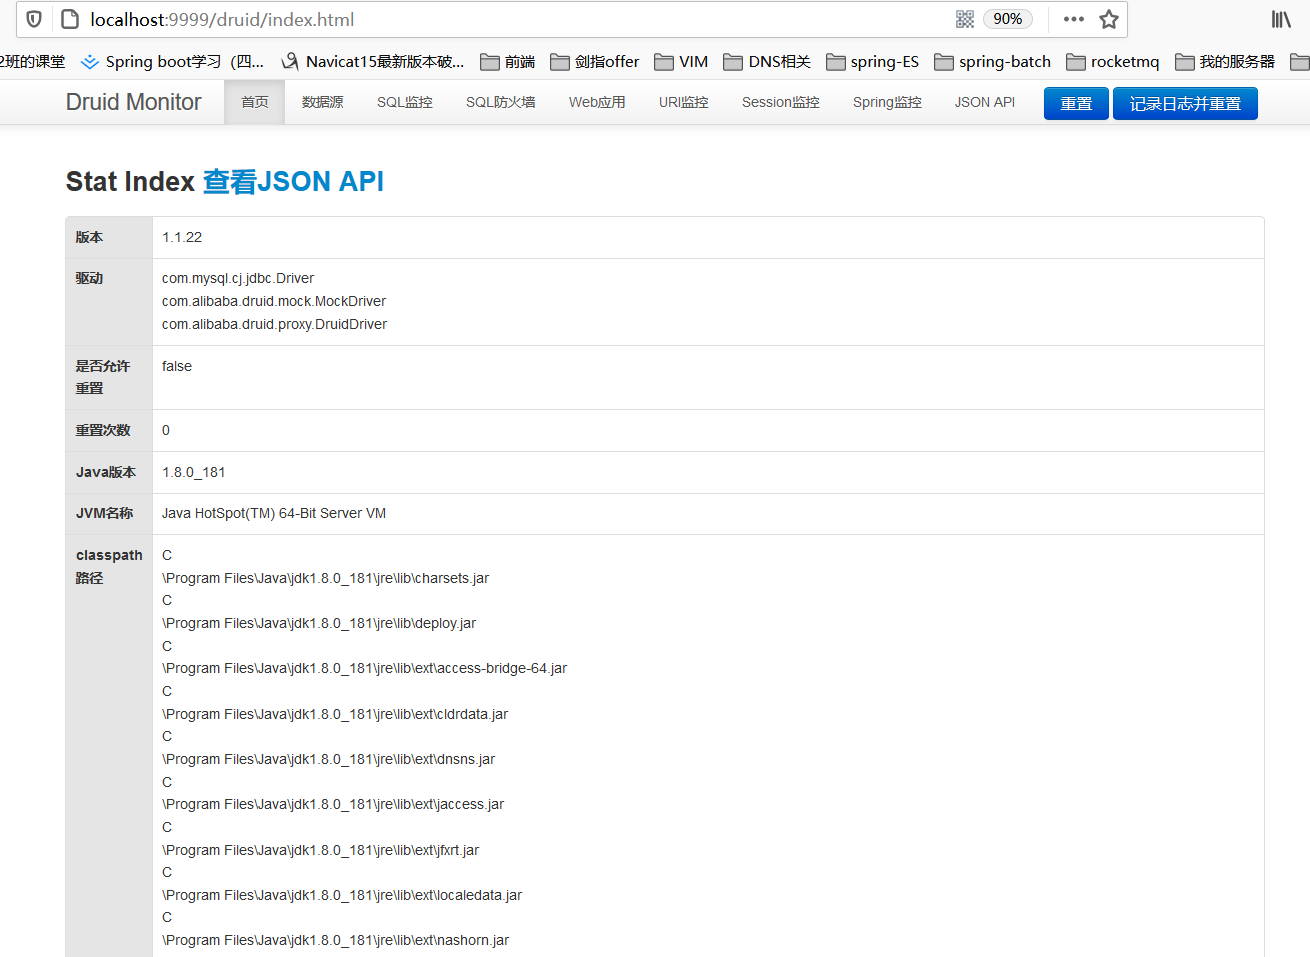 localhost:9999/druid/index.html 90%
2班的课堂 Spring boot学习（四... Navicat15最新版本破... 前端 剑指offer VIM DNS相关 spring-ES spring-batch rocketmq 我的服务器
Druid Monitor 首页 数据源 SQL监控 SQL防火墙 Web应用 URI监控 Session监控 Spring监控 JSON API 重置 记录日志并重置
Stat Index 查看JSON API
版本 1.1.22
驱动 com.mysql.cj.jdbc.Driver
com.alibaba.druid.mock.MockDriver
com.alibaba.druid.proxy.DruidDriver
是否允许 false
重置
重置次数 0
Java版本 1.8.0_181
JVM名称 Java HotSpot(TM) 64-Bit Server VM
classpath C
路径 \Program Files\Java\jdk1.8.0_181\jre\lib\charsets.jar
C
\Program Files\Java\jdk1.8.0_181\jre\lib\deploy.jar
C
\Program Files\Java\jdk1.8.0_181\jre\lib\ext\access-bridge-64.jar
C
\Program Files\Java\jdk1.8.0_181\jre\lib\ext\cldrdata.jar
C
\Program Files\Java\jdk1.8.0_181\jre\lib\ext\dnsns.jar
C
\Program Files\Java\jdk1.8.0_181\jre\lib\ext\jaccess.jar
C
\Program Files\Java\jdk1.8.0_181\jre\lib\ext\jfxrt.jar
C
\Program Files\Java\jdk1.8.0_181\jre\lib\ext\localedata.jar
C
\Program Files\Java\jdk1.8.0_181\jre\lib\ext\nashorn.jar